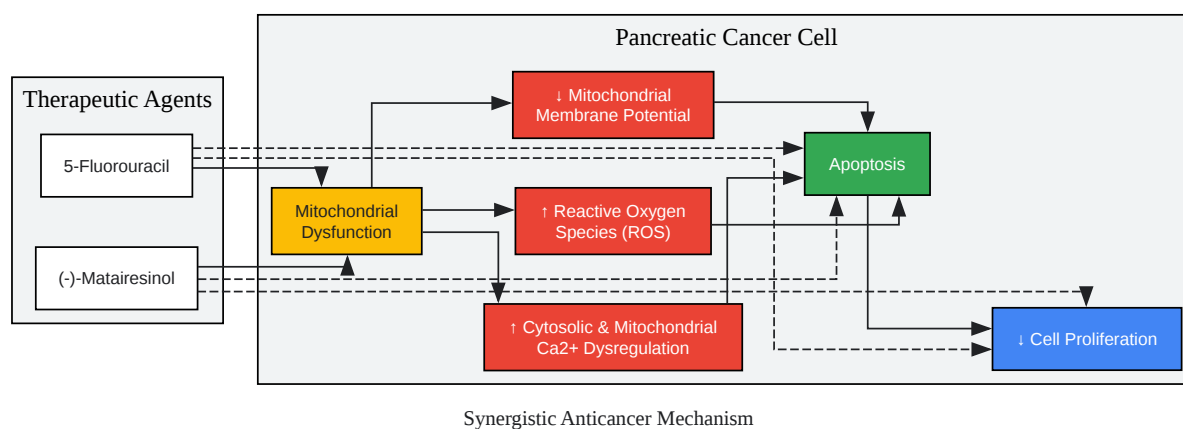 Pancreatic Cancer Cell
Therapeutic Agents
↓ Mitochondrial
Membrane Potential
5-Fluorouracil
Apoptosis
Mitochondrial
Dysfunction
↑ Reactive Oxygen
Species (ROS)
(-)-Matairesinol
↑ Cytosolic & Mitochondrial
Ca2+ Dysregulation
↓ Cell Proliferation
Synergistic Anticancer Mechanism